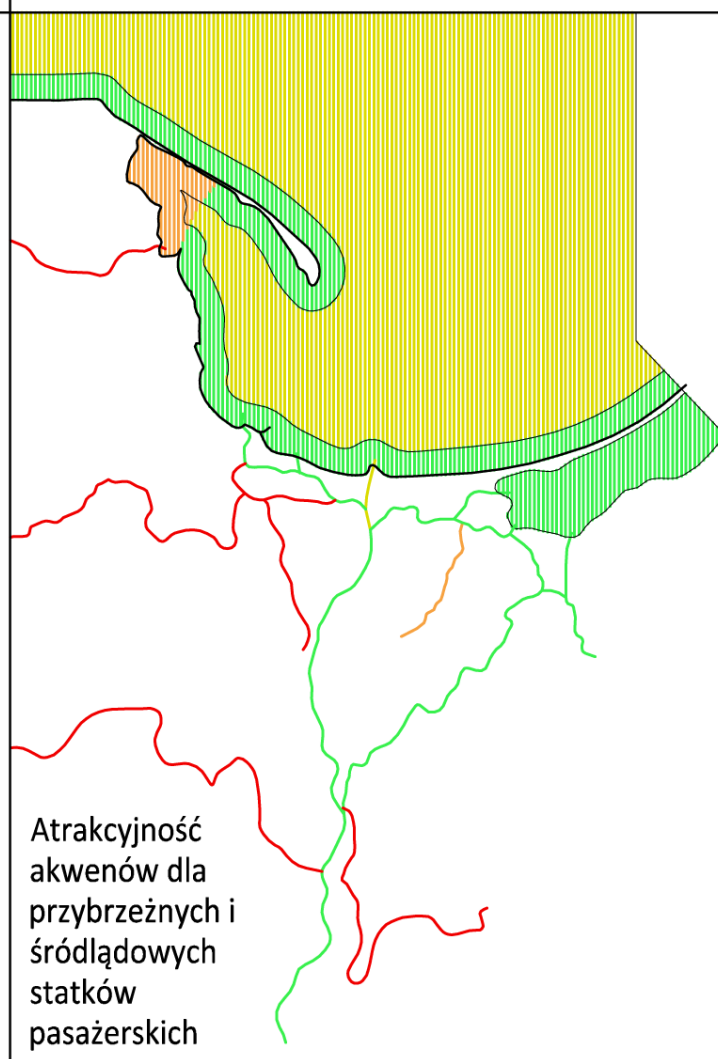 Atrakcyjność
akwenów dla
przybrzeżnych i
śródlądowych
statków
pasażerskich